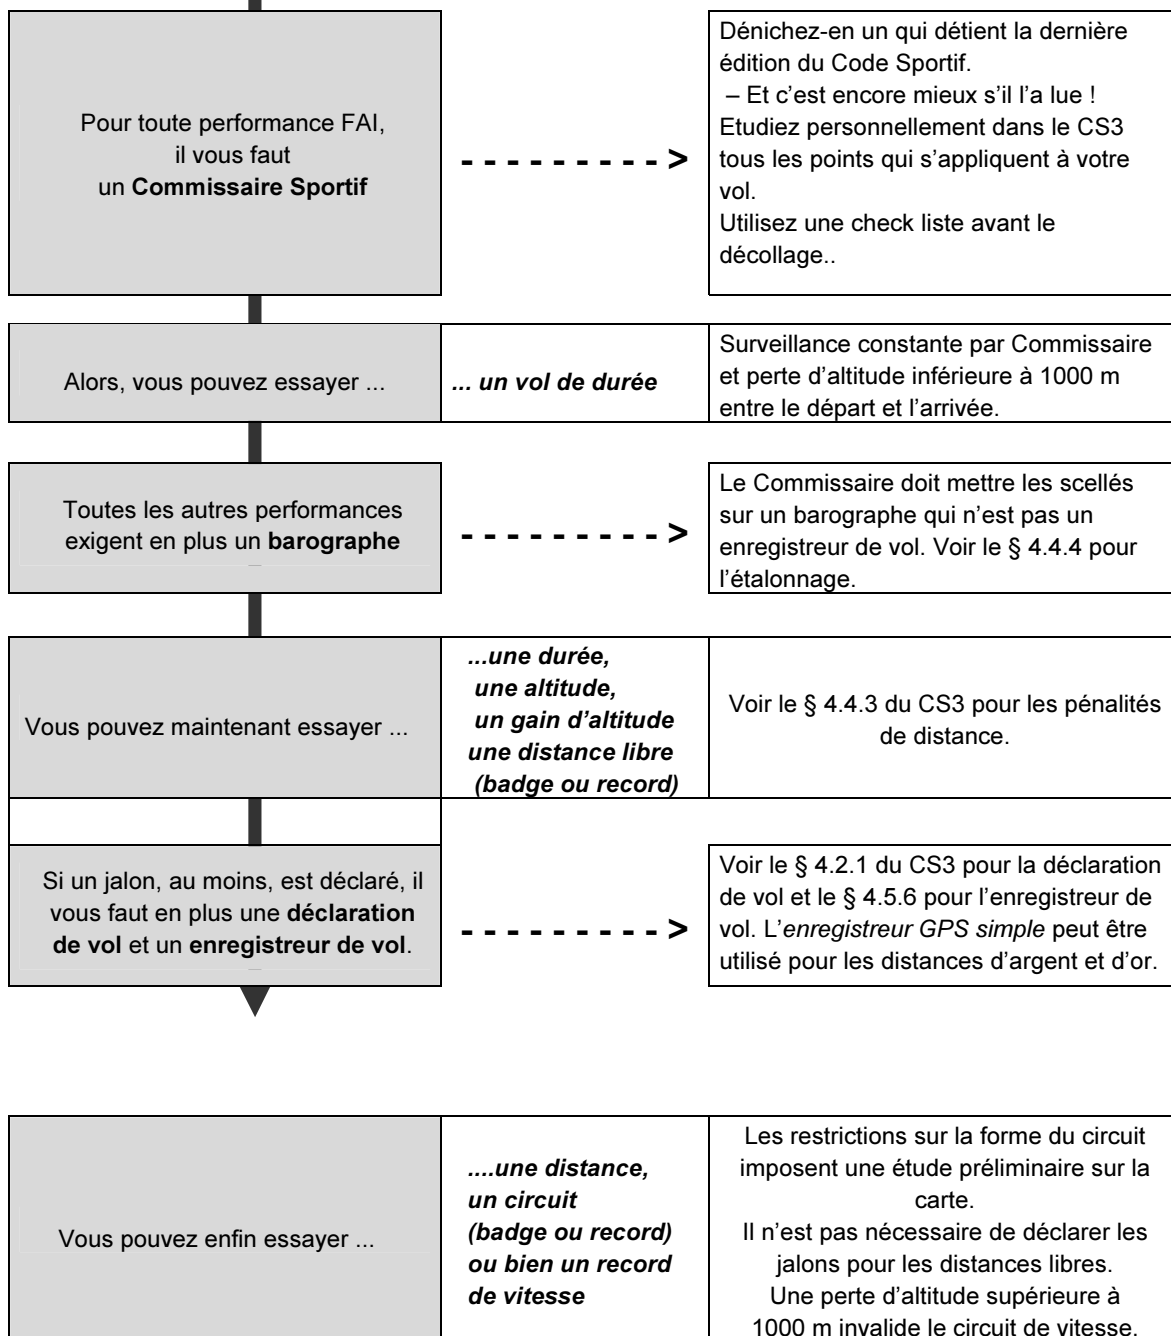 Pour toute performance FAI,
il vous faut
un Commissaire Sportif
- - - - - - - - - >
Dénichez-en un qui détient la dernière
édition du Code Sportif.
– Et c'est encore mieux s'il l'a lue !
Etudiez personnellement dans le CS3
tous les points qui s'appliquent à votre
vol.
Utilisez une check liste avant le
décollage..
Alors, vous pouvez essayer ...
... un vol de durée
Surveillance constante par Commissaire
et perte d'altitude inférieure à 1000 m
entre le départ et l'arrivée.
Toutes les autres performances
exigent en plus un barographe
- - - - - - - - - >
Le Commissaire doit mettre les scellés
sur un barographe qui n'est pas un
enregistreur de vol. Voir le § 4.4.4 pour
l'étalonnage.
Vous pouvez maintenant essayer ...
...une durée,
une altitude,
un gain d'altitude
une distance libre
(badge ou record)
Voir le § 4.4.3 du CS3 pour les pénalités
de distance.
Si un jalon, au moins, est déclaré, il
vous faut en plus une déclaration
de vol et un enregistreur de vol.
- - - - - - - - - >
Voir le § 4.2.1 du CS3 pour la déclaration
de vol et le § 4.5.6 pour l'enregistreur de
vol. L'enregistreur GPS simple peut être
utilisé pour les distances d'argent et d'or.
Vous pouvez enfin essayer ...
....une distance,
un circuit
(badge ou record)
ou bien un record
de vitesse
Les restrictions sur la forme du circuit
imposent une étude préliminaire sur la
carte.
Il n'est pas nécessaire de déclarer les
jalons pour les distances libres.
Une perte d'altitude supérieure à
1000 m invalide le circuit de vitesse.